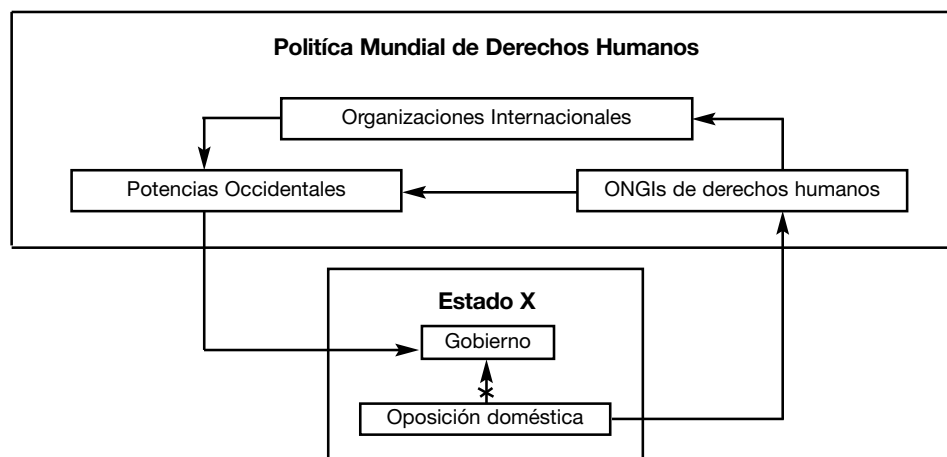 Politíca Mundial de Derechos Humanos
Organizaciones Internacionales
Potencias Occidentales
ONGIs de derechos humanos
Estado X
Gobierno
Oposición doméstica